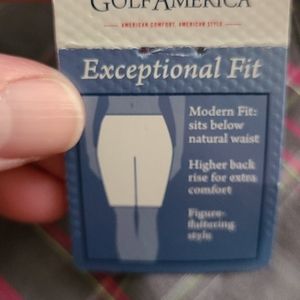 GOLFAMERICA
AMERICAN COMFORT, AMERICAN STYLE
Exceptional Fit
Modern Fit:
sits below
natural waist
Higher back
rise for extra
comfort
Figure-
flattering
style